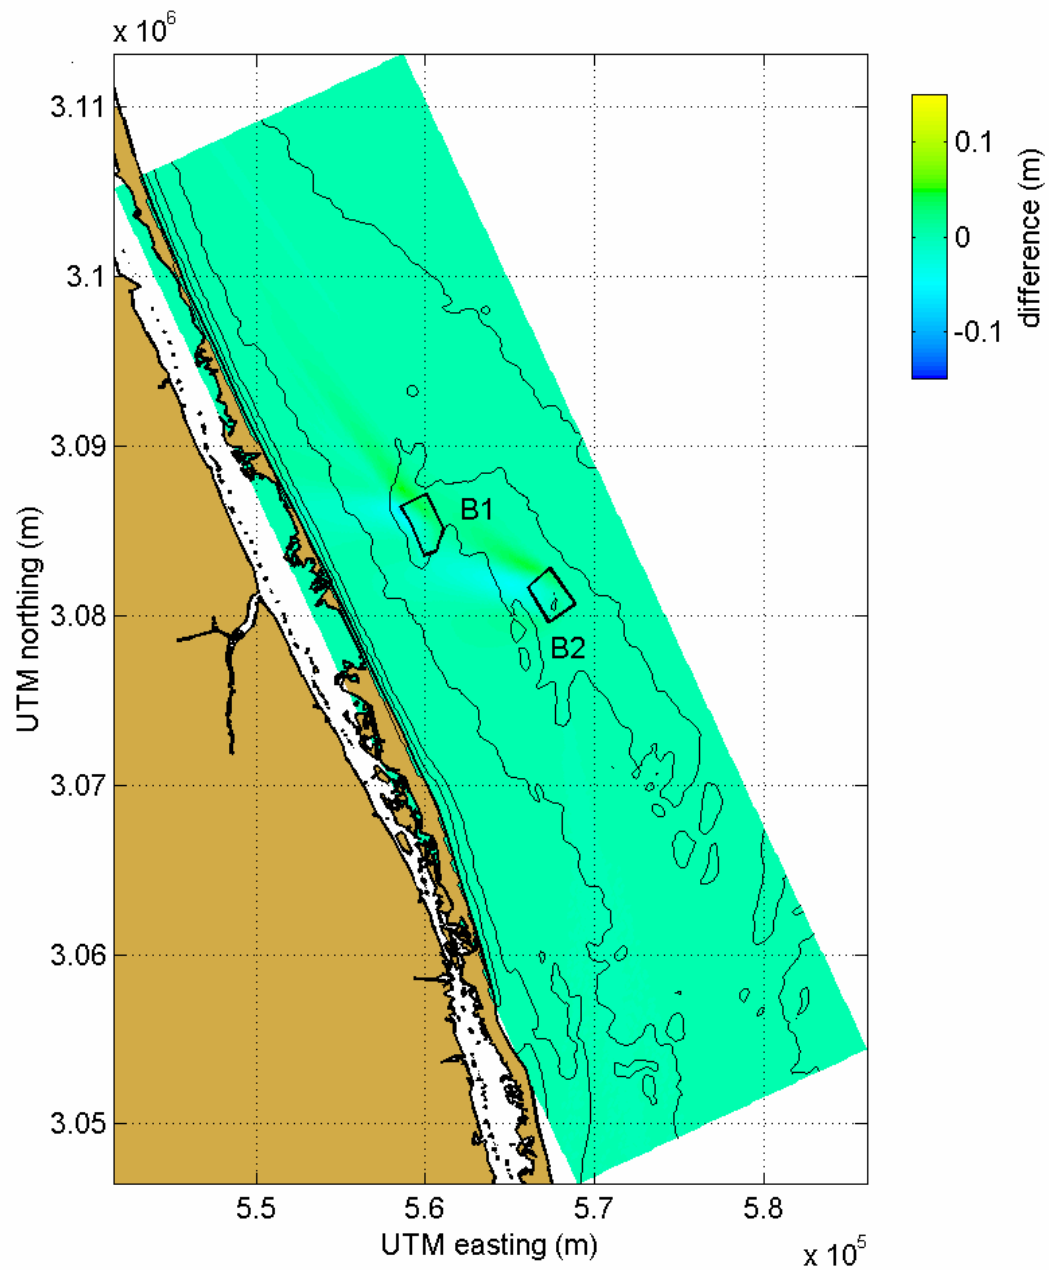 x 10^6
3.11
3.1
3.09
3.08
3.07
3.06
3.05
UTM northing (m)
B1
B2
0.1
0
-0.1
difference (m)
5.5
5.6
5.7
5.8
UTM easting (m)
x 10^5